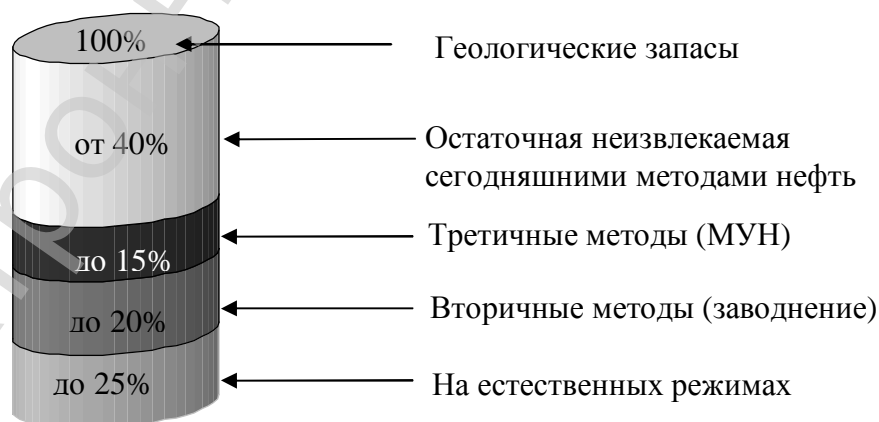 100%
Геологические запасы
от 40%
Остаточная неизвлекаемая
сегодняшними методами нефть
до 15%
Третичные методы (МУН)
до 20%
Вторичные методы (заводнение)
до 25%
На естественных режимах